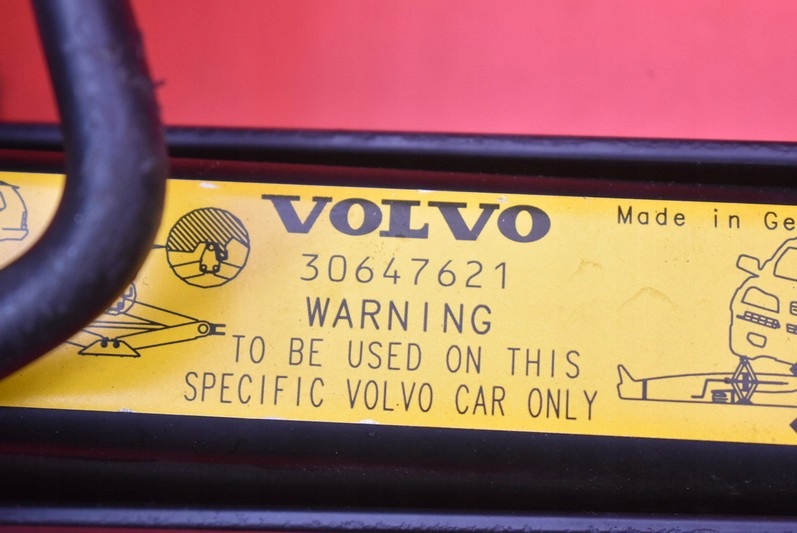 VOLVO
Made in Ge
30647621
WARNING
TO BE USED ON THIS
SPECIFIC VOLVO CAR ONLY